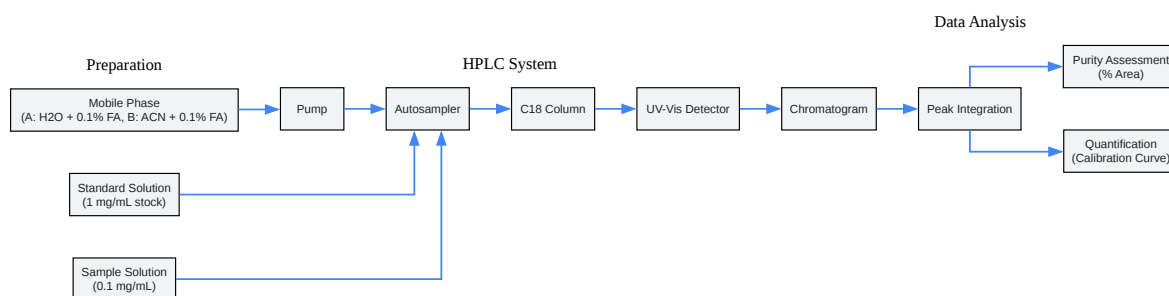 Data Analysis
Preparation
HPLC System
Purity Assessment
(% Area)
Mobile Phase
(A: H2O + 0.1% FA, B: ACN + 0.1% FA)
Pump
Autosampler
C18 Column
UV-Vis Detector
Chromatogram
Peak Integration
Quantification
(Calibration Curve)
Standard Solution
(1 mg/mL stock)
Sample Solution
(0.1 mg/mL)